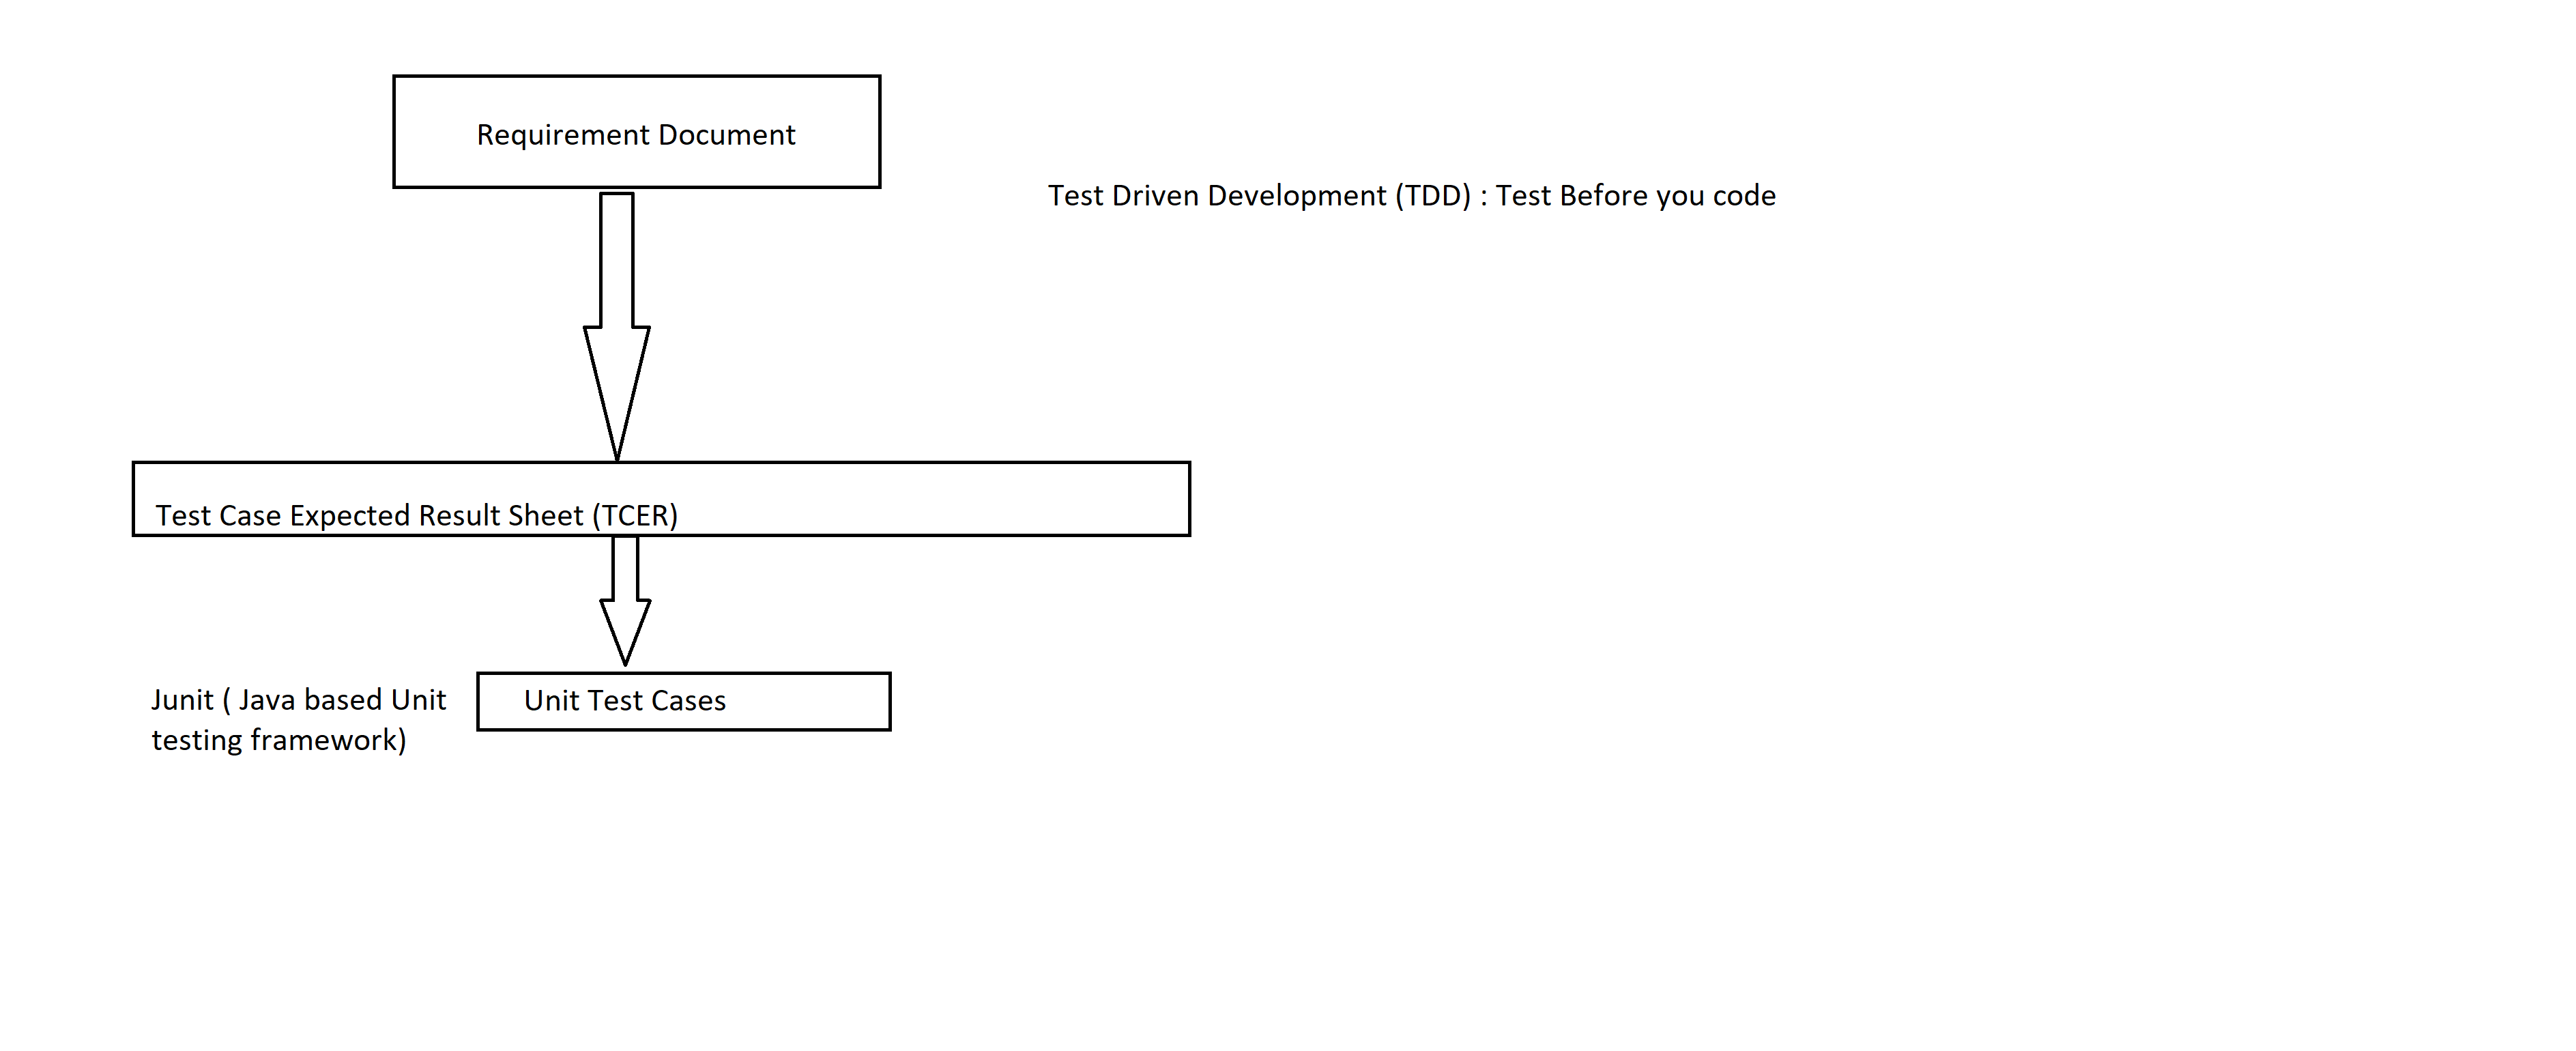 Requirement Document
Test Driven Development (TDD) : Test Before you code
Test Case Expected Result Sheet (TCER)
Junit ( Java based Unit
testing framework)
Unit Test Cases